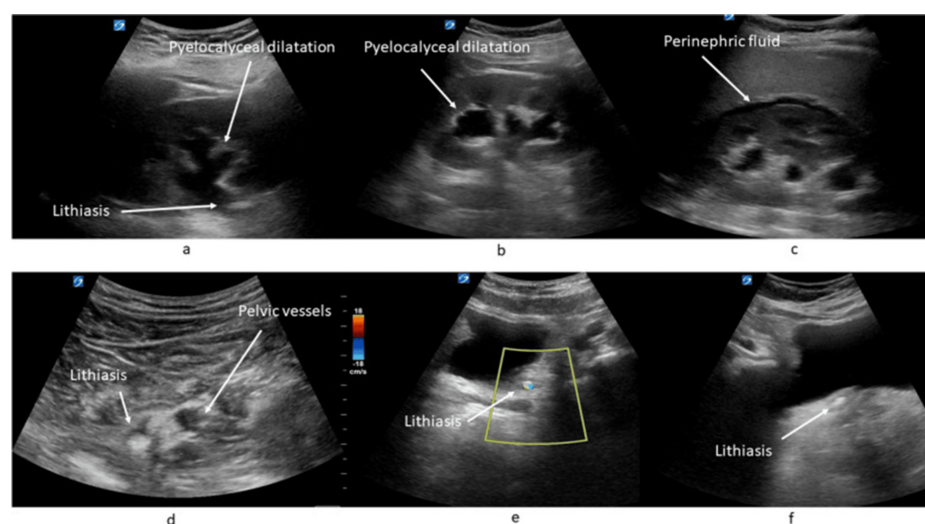 Pyelocalyceal dilatation
Lithiasis
a
Pyelocalyceal dilatation
b
Perinephric fluid
c
Lithiasis
Pelvic vessels
d
18
-18
cm/s
Lithiasis
e
Lithiasis
f